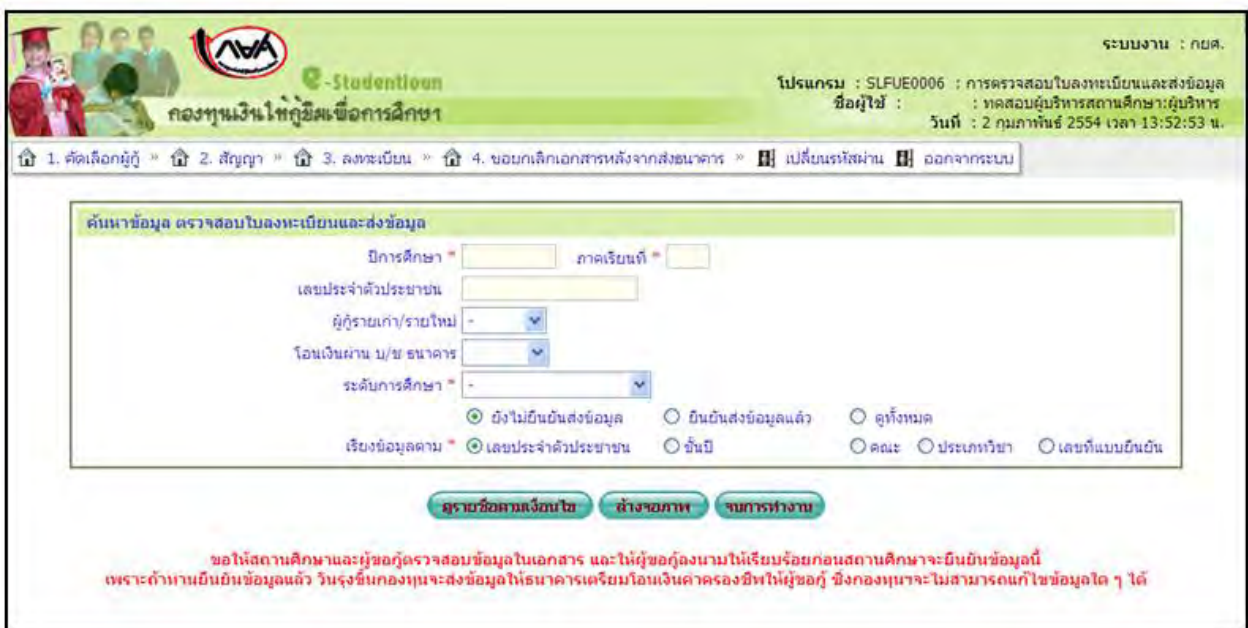 กยศ
ระบบงาน : กยศ.
e-Studentloan
โปรแกรม : SLFUE0006 : การตรวจสอบใบลงทะเบียนและส่งข้อมูล
กองทุนเงินให้กู้ยืมเพื่อการศึกษา
ชื่อผู้ใช้ : : ทดสอบผู้บริหารสถานศึกษา:ผู้บริหาร
วันที่ : 2 กุมภาพันธ์ 2554 เวลา 13:52:53 น.
1. คัดเลือกผู้กู้ » 2. สัญญา » 3. ลงทะเบียน » 4. ขอยกเลิกเอกสารหลังจากส่งธนาคาร » เปลี่ยนรหัสผ่าน ออกจากระบบ
ค้นหาข้อมูล ตรวจสอบใบลงทะเบียนและส่งข้อมูล
ปีการศึกษา * ภาคเรียนที่ *
เลขประจำตัวประชาชน
ผู้กู้รายเก่า/รายใหม่ -
โอนเงินผ่าน บ/ช ธนาคาร
ระดับการศึกษา * -
ยังไม่ยืนยันส่งข้อมูล ยืนยันส่งข้อมูลแล้ว ดูทั้งหมด
เรียงข้อมูลตาม * เลขประจำตัวประชาชน ชั้นปี คณะ ประเภทวิชา เลขที่แบบยืนยัน
ดูรายชื่อตามเงื่อนไข ล้างจอภาพ จบการทำงาน
ขอให้สถานศึกษาและผู้ขอกู้ตรวจสอบข้อมูลในเอกสาร และให้ผู้ขอกู้ลงนามให้เรียบร้อยก่อนสถานศึกษาจะยืนยันข้อมูลนี้
เพราะถ้าท่านยืนยันข้อมูลแล้ว วันรุ่งขึ้นกองทุนจะส่งข้อมูลให้ธนาคารเตรียมโอนเงินค่าครองชีพให้ผู้ขอกู้ ซึ่งกองทุนฯจะไม่สามารถแก้ไขข้อมูลใด ๆ ได้